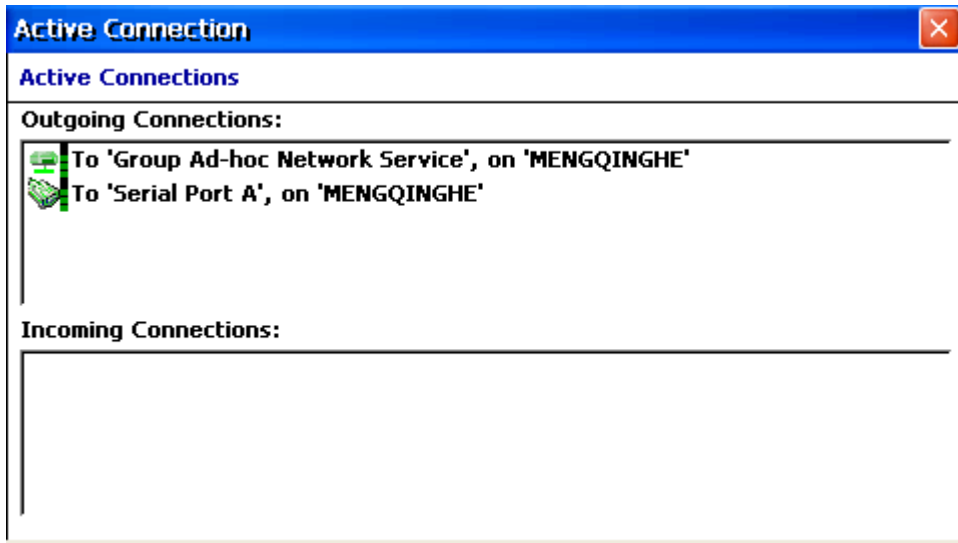 Active Connection
Active Connections
Outgoing Connections:
To 'Group Ad-hoc Network Service', on 'MENGQINGHE'
To 'Serial Port A', on 'MENGQINGHE'
Incoming Connections: